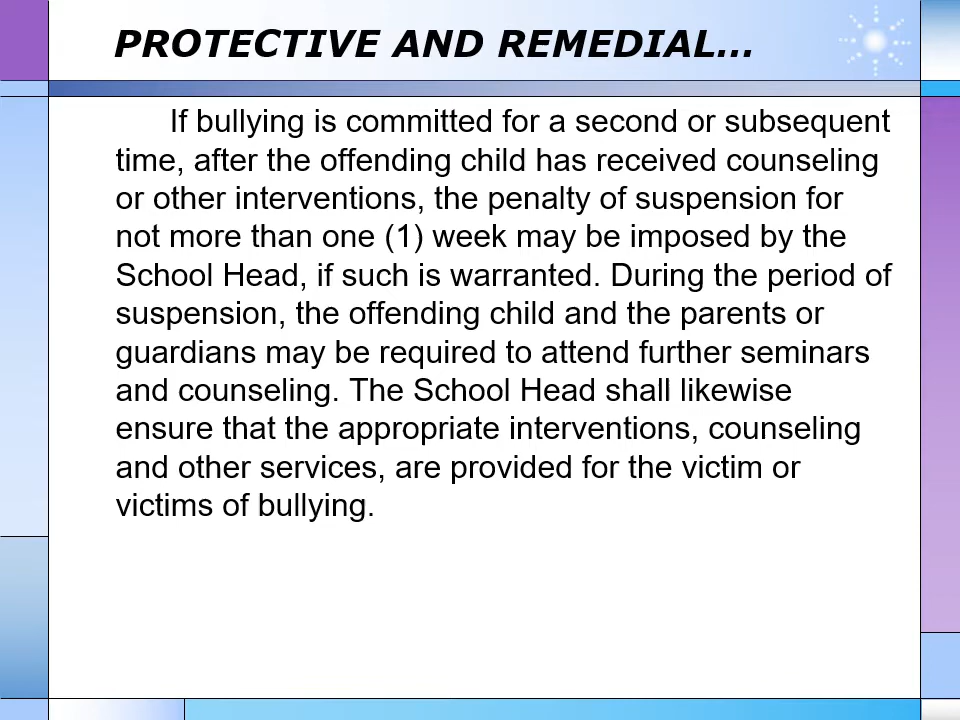 PROTECTIVE AND REMEDIAL...
If bullying is committed for a second or subsequent
time, after the offending child has received counseling
or other interventions, the penalty of suspension for
not more than one (1) week may be imposed by the
School Head, if such is warranted. During the period of
suspension, the offending child and the parents or
guardians may be required to attend further seminars
and counseling. The School Head shall likewise
ensure that the appropriate interventions, counseling
and other services, are provided for the victim or
victims of bullying.